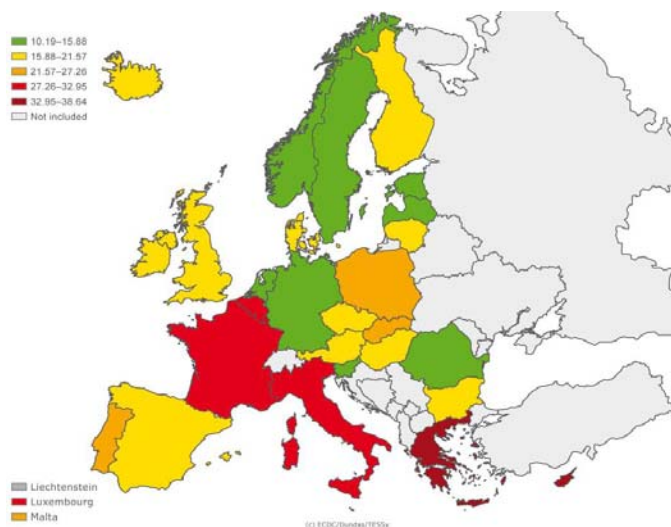 10.19–15.88
15.88–21.57
21.57–27.26
27.26–32.95
32.95–38.64
Not included
Liechtenstein
Luxembourg
Malta
(c) ECDC/Dundas/TESSy